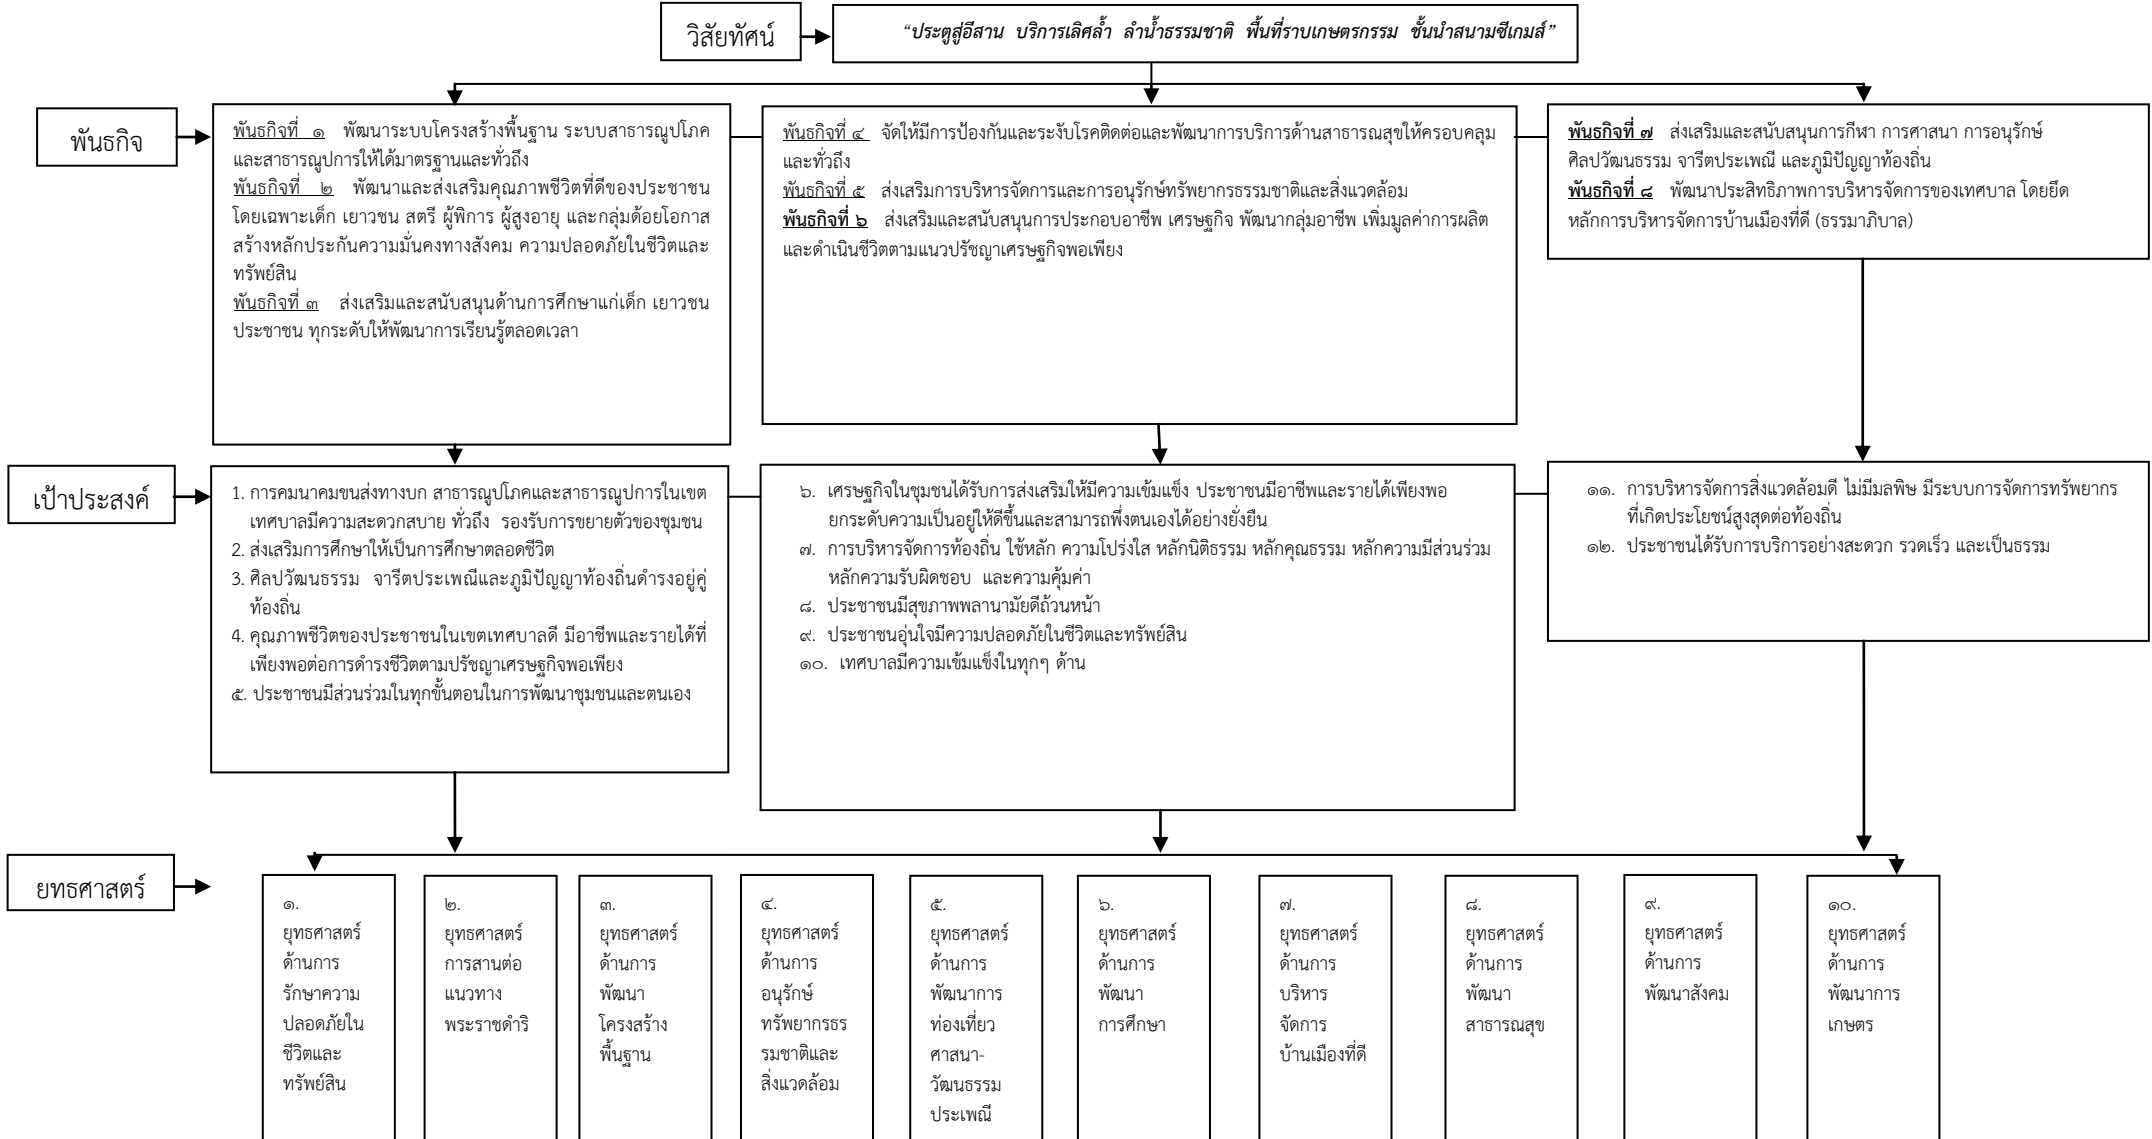 วิสัยทัศน์
“ประตูสู่อีสาน บริการเลิศล้ำ ลำน้ำธรรมชาติ พื้นที่ราบเกษตรกรรม ชั้นนำสนามซีเกมส์”
พันธกิจ
พันธกิจที่ ๑ พัฒนาระบบโครงสร้างพื้นฐาน ระบบสาธารณูปโภค
และสาธารณูปการให้ได้มาตรฐานและทั่วถึง
พันธกิจที่ ๒ พัฒนาและส่งเสริมคุณภาพชีวิตที่ดีของประชาชน
โดยเฉพาะเด็ก เยาวชน สตรี ผู้พิการ ผู้สูงอายุ และกลุ่มด้อยโอกาส
สร้างหลักประกันความมั่นคงทางสังคม ความปลอดภัยในชีวิตและ
ทรัพย์สิน
พันธกิจที่ ๓ ส่งเสริมและสนับสนุนด้านการศึกษาแก่เด็ก เยาวชน
ประชาชน ทุกระดับให้พัฒนาการเรียนรู้ตลอดเวลา
พันธกิจที่ ๔ จัดให้มีการป้องกันและระงับโรคติดต่อและพัฒนาการบริการด้านสาธารณสุขให้ครอบคลุม
และทั่วถึง
พันธกิจที่ ๕ ส่งเสริมการบริหารจัดการและการอนุรักษ์ทรัพยากรธรรมชาติและสิ่งแวดล้อม
พันธกิจที่ ๖ ส่งเสริมและสนับสนุนการประกอบอาชีพ เศรษฐกิจ พัฒนากลุ่มอาชีพ เพิ่มมูลค่าการผลิต
และดำเนินชีวิตตามแนวปรัชญาเศรษฐกิจพอเพียง
พันธกิจที่ ๗ ส่งเสริมและสนับสนุนการกีฬา การศาสนา การอนุรักษ์
ศิลปวัฒนธรรม จารีตประเพณี และภูมิปัญญาท้องถิ่น
พันธกิจที่ ๘ พัฒนาประสิทธิภาพการบริหารจัดการของเทศบาล โดยยึด
หลักการบริหารจัดการบ้านเมืองที่ดี (ธรรมาภิบาล)
เป้าประสงค์
1. การคมนาคมขนส่งทางบก สาธารณูปโภคและสาธารณูปการในเขต
เทศบาลมีความสะดวกสบาย ทั่วถึง รองรับการขยายตัวของชุมชน
2. ส่งเสริมการศึกษาให้เป็นการศึกษาตลอดชีวิต
3. ศิลปวัฒนธรรม จารีตประเพณีและภูมิปัญญาท้องถิ่นดำรงอยู่คู่
ท้องถิ่น
4. คุณภาพชีวิตของประชาชนในเขตเทศบาลดี มีอาชีพและรายได้ที่
เพียงพอต่อการดำรงชีวิตตามปรัชญาเศรษฐกิจพอเพียง
๕. ประชาชนมีส่วนร่วมในทุกขั้นตอนในการพัฒนาชุมชนและตนเอง
๖. เศรษฐกิจในชุมชนได้รับการส่งเสริมให้มีความเข้มแข็ง ประชาชนมีอาชีพและรายได้เพียงพอ
ยกระดับความเป็นอยู่ให้ดีขึ้นและสามารถพึ่งตนเองได้อย่างยั่งยืน
๗. การบริหารจัดการท้องถิ่น ใช้หลัก ความโปร่งใส หลักนิติธรรม หลักคุณธรรม หลักความมีส่วนร่วม
หลักความรับผิดชอบ และความคุ้มค่า
๘. ประชาชนมีสุขภาพพลานามัยดีถ้วนหน้า
๙. ประชาชนอุ่นใจมีความปลอดภัยในชีวิตและทรัพย์สิน
๑๐. เทศบาลมีความเข้มแข็งในทุกๆ ด้าน
๑๑. การบริหารจัดการสิ่งแวดล้อมดี ไม่มีมลพิษ มีระบบการจัดการทรัพยากร
ที่เกิดประโยชน์สูงสุดต่อท้องถิ่น
๑๒. ประชาชนได้รับการบริการอย่างสะดวก รวดเร็ว และเป็นธรรม
ยุทธศาสตร์
๑.
ยุทธศาสตร์
ด้านการ
รักษาความ
ปลอดภัยใน
ชีวิตและ
ทรัพย์สิน
๒.
ยุทธศาสตร์
การสานต่อ
แนวทาง
พระราชดำริ
๓.
ยุทธศาสตร์
ด้านการ
พัฒนา
โครงสร้าง
พื้นฐาน
๔.
ยุทธศาสตร์
ด้านการ
อนุรักษ์
ทรัพยากรธร
รมชาติและ
สิ่งแวดล้อม
๕.
ยุทธศาสตร์
ด้านการ
พัฒนาการ
ท่องเที่ยว
ศาสนา-
วัฒนธรรม
ประเพณี
๖.
ยุทธศาสตร์
ด้านการ
พัฒนา
การศึกษา
๗.
ยุทธศาสตร์
ด้านการ
บริหาร
จัดการ
บ้านเมืองที่ดี
๘.
ยุทธศาสตร์
ด้านการ
พัฒนา
สาธารณสุข
๙.
ยุทธศาสตร์
ด้านการ
พัฒนาสังคม
๑๐.
ยุทธศาสตร์
ด้านการ
พัฒนาการ
เกษตร